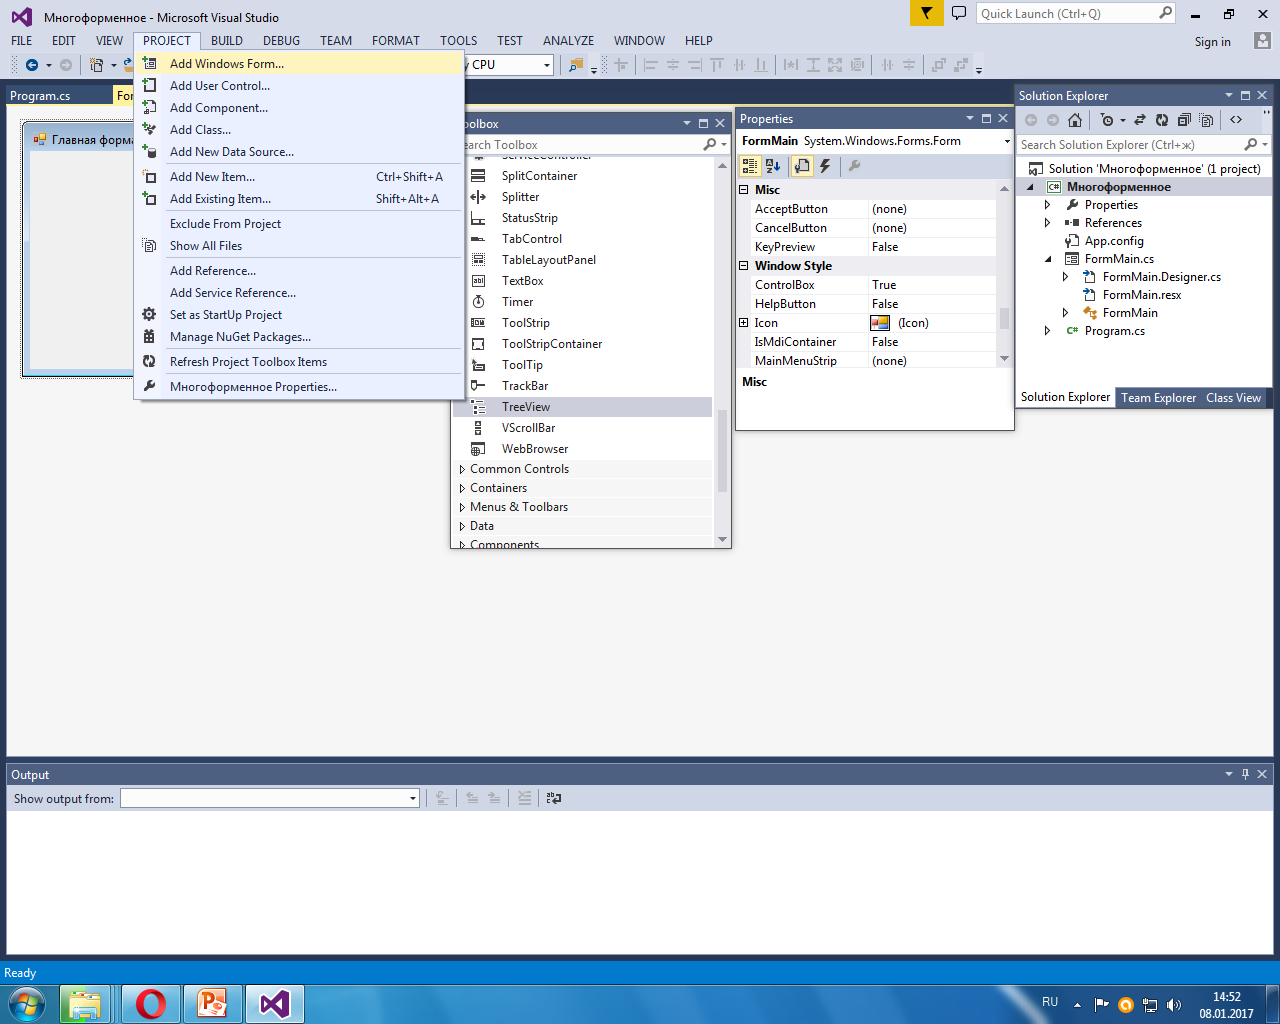 Многоформенное - Microsoft Visual Studio
Quick Launch (Ctrl+Q)
FILE EDIT VIEW PROJECT BUILD DEBUG TEAM FORMAT TOOLS TEST ANALYZE WINDOW HELP
Sign in
CPU
Program.cs
Главная форма
Add Windows Form...
Add User Control...
Add Component...
Add Class...
Add New Data Source...
Add New Item... Ctrl+Shift+A
Add Existing Item... Shift+Alt+A
Exclude From Project
Show All Files
Add Reference...
Add Service Reference...
Set as StartUp Project
Manage NuGet Packages...
Refresh Project Toolbox Items
Многоформенное Properties...
SplitContainer
Splitter
StatusStrip
TabControl
TableLayoutPanel
TextBox
Timer
ToolStrip
ToolStripContainer
ToolTip
TrackBar
TreeView
VScrollBar
WebBrowser
Common Controls
Containers
Menus & Toolbars
Data
Components
Properties
FormMain System.Windows.Forms.Form
Misc
AcceptButton (none)
CancelButton (none)
KeyPreview False
Window Style
ControlBox True
HelpButton False
Icon (Icon)
IsMdiContainer False
MainMenuStrip (none)
Misc
Solution Explorer
Search Solution Explorer (Ctrl+ж)
Solution 'Многоформенное' (1 project)
Многоформенное
Properties
References
App.config
FormMain.cs
FormMain.Designer.cs
FormMain.resx
FormMain
Program.cs
Solution Explorer Team Explorer Class View
Output
Show output from:
Ready
RU
14:52
08.01.2017